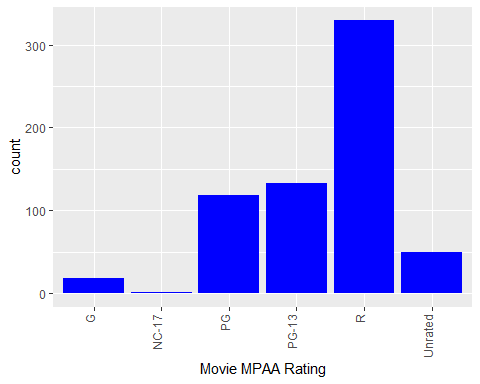 300
200
100
0
count
G
NC-17
PG
PG-13
R
Unrated
Movie MPAA Rating